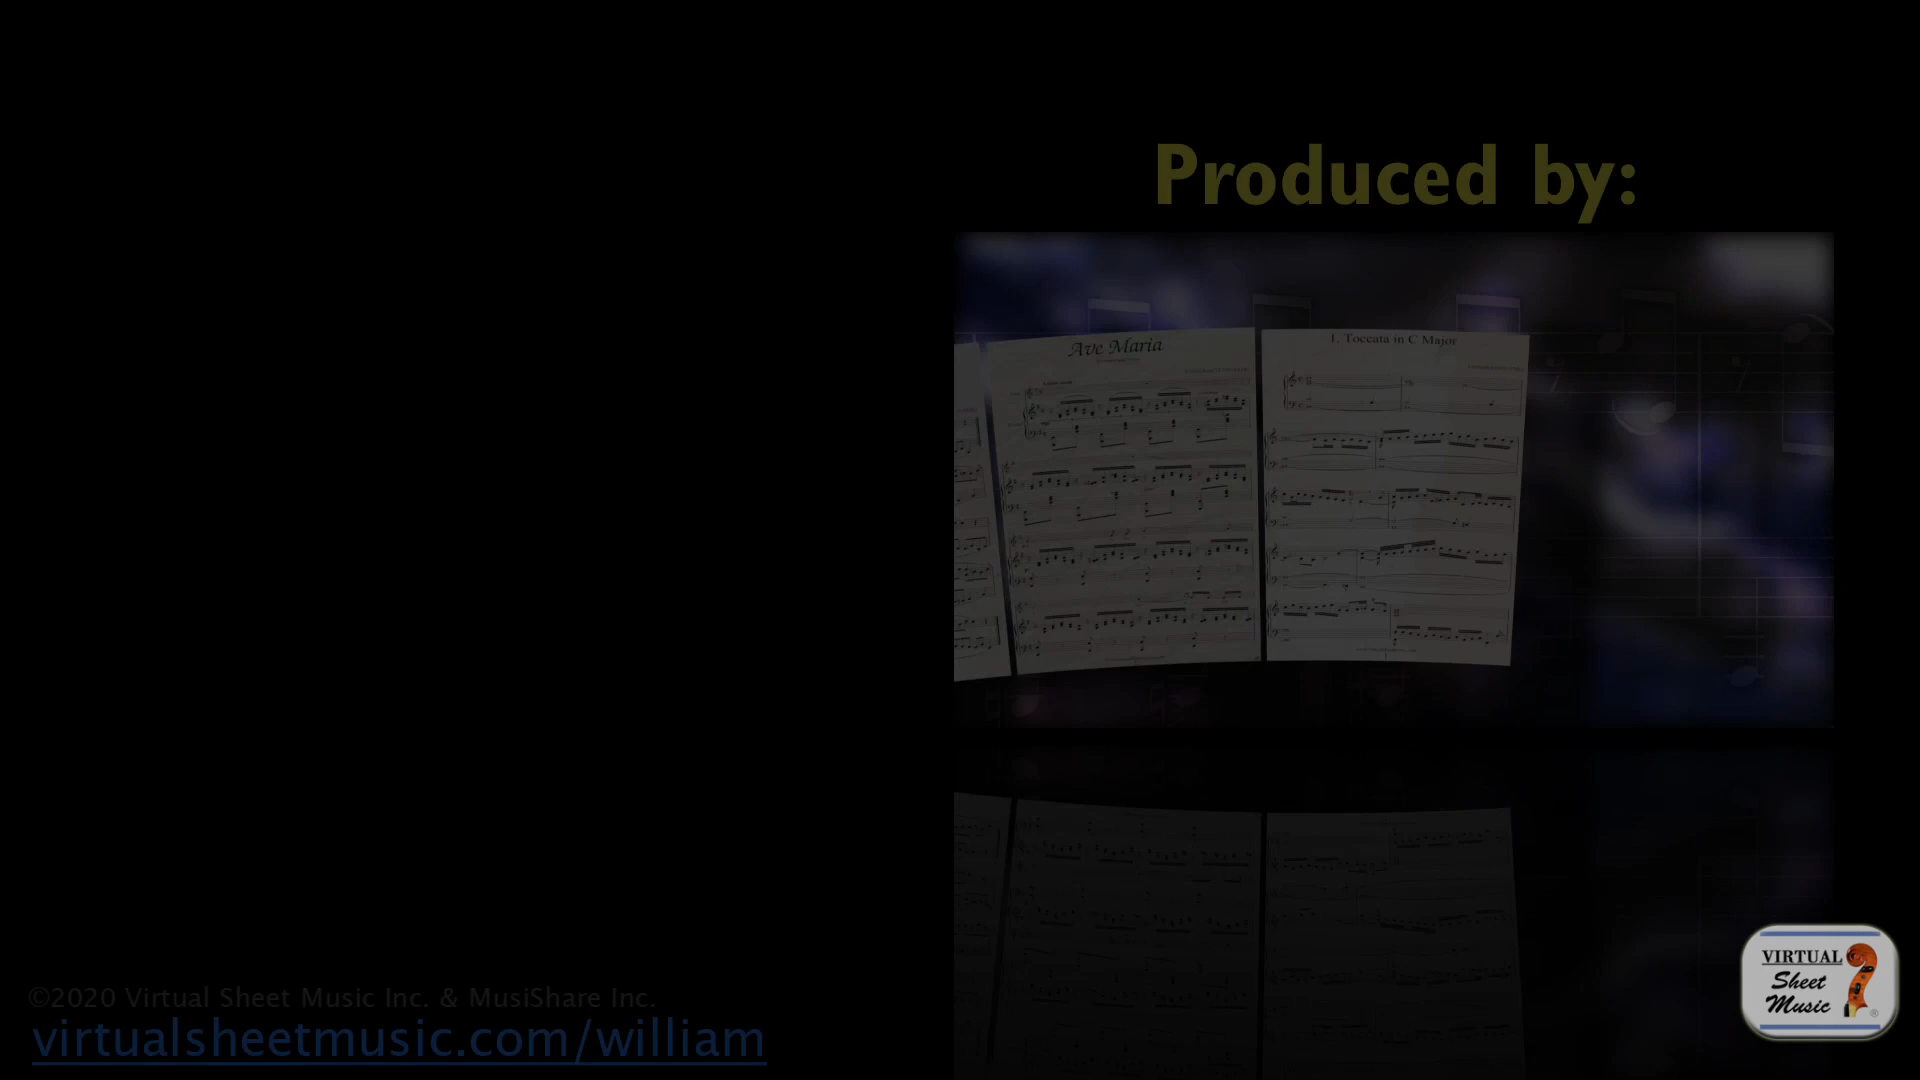 Produced by:
Ave Maria
1. Toccata in C Major
©2020 Virtual Sheet Music Inc. & MusiShare Inc.
virtualsheetmusic.com/william
VIRTUAL
Sheet
Music
®